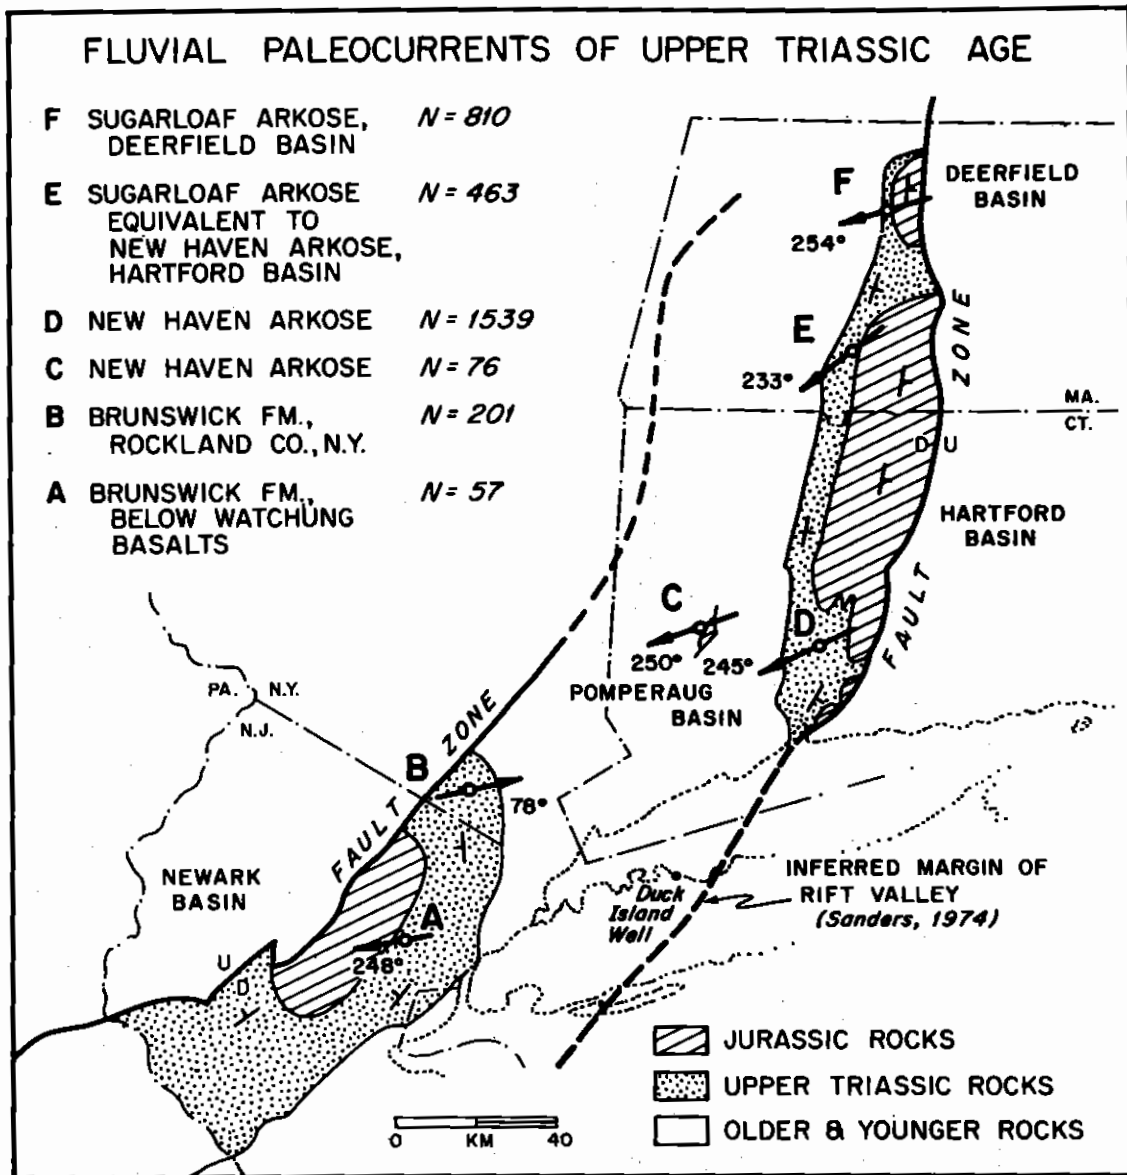 FLUVIAL PALEOCURRENTS OF UPPER TRIASSIC AGE
F SUGARLOAF ARKOSE, N = 810
DEERFIELD BASIN
E SUGARLOAF ARKOSE N = 463
EQUIVALENT TO
NEW HAVEN ARKOSE,
HARTFORD BASIN
D NEW HAVEN ARKOSE N = 1539
C NEW HAVEN ARKOSE N = 76
B BRUNSWICK FM., N = 201
ROCKLAND CO., N.Y.
A BRUNSWICK FM., N = 57
BELOW WATCHUNG
BASALTS
F
254°
DEERFIELD
BASIN
E
233°
ZONE
MA.
CT.
D U
HARTFORD
BASIN
FAULT
C
250°
D
245°
POMPERAUG
BASIN
PA. N.Y.
N.J.
ZONE
B
78°
FAULT
NEWARK
BASIN
A
248°
U
D
Duck
Island
Well
INFERRED MARGIN OF
RIFT VALLEY
(Sanders, 1974)
JURASSIC ROCKS
UPPER TRIASSIC ROCKS
OLDER & YOUNGER ROCKS
0 KM 40